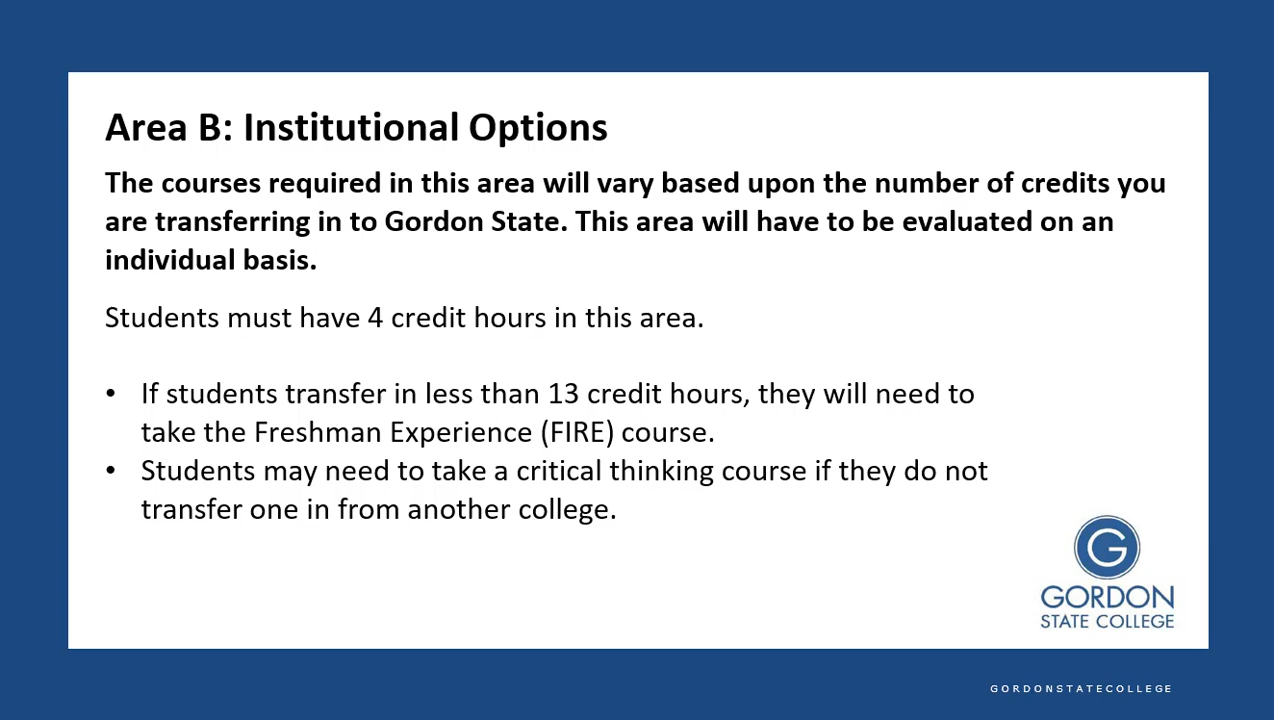 Area B: Institutional Options
The courses required in this area will vary based upon the number of credits you
are transferring in to Gordon State. This area will have to be evaluated on an
individual basis.
Students must have 4 credit hours in this area.
• If students transfer in less than 13 credit hours, they will need to
take the Freshman Experience (FIRE) course.
• Students may need to take a critical thinking course if they do not
transfer one in from another college.
G
GORDON
STATE COLLEGE
GORDONSTATECOLLEGE